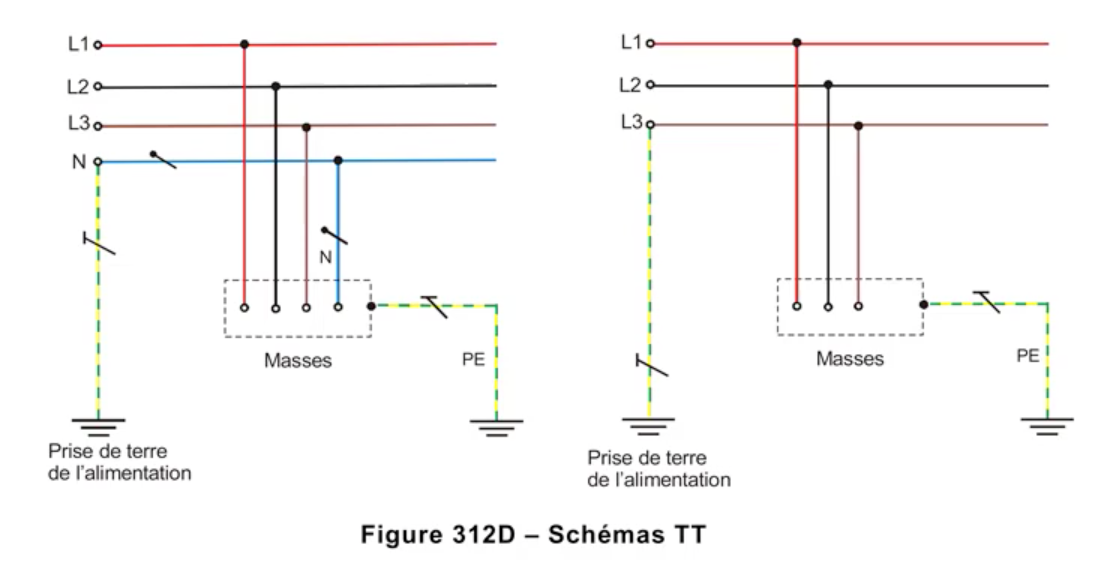 L1
L2
L3
N
N
Masses
PE
Prise de terre
de l'alimentation
L1
L2
L3
Masses
PE
Prise de terre
de l'alimentation
Figure 312D – Schémas TT